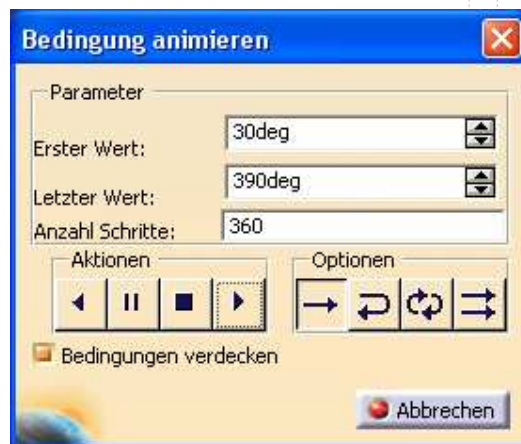 Bedingung animieren
Parameter
Erster Wert: 30deg
Letzter Wert: 390deg
Anzahl Schritte: 360
Aktionen Optionen
Bedingungen verdecken
Abbrechen